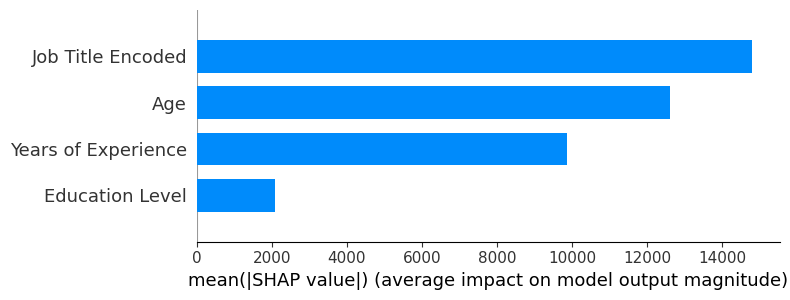 Job Title Encoded
Age
Years of Experience
Education Level
0 2000 4000 6000 8000 10000 12000 14000
mean(|SHAP value|) (average impact on model output magnitude)